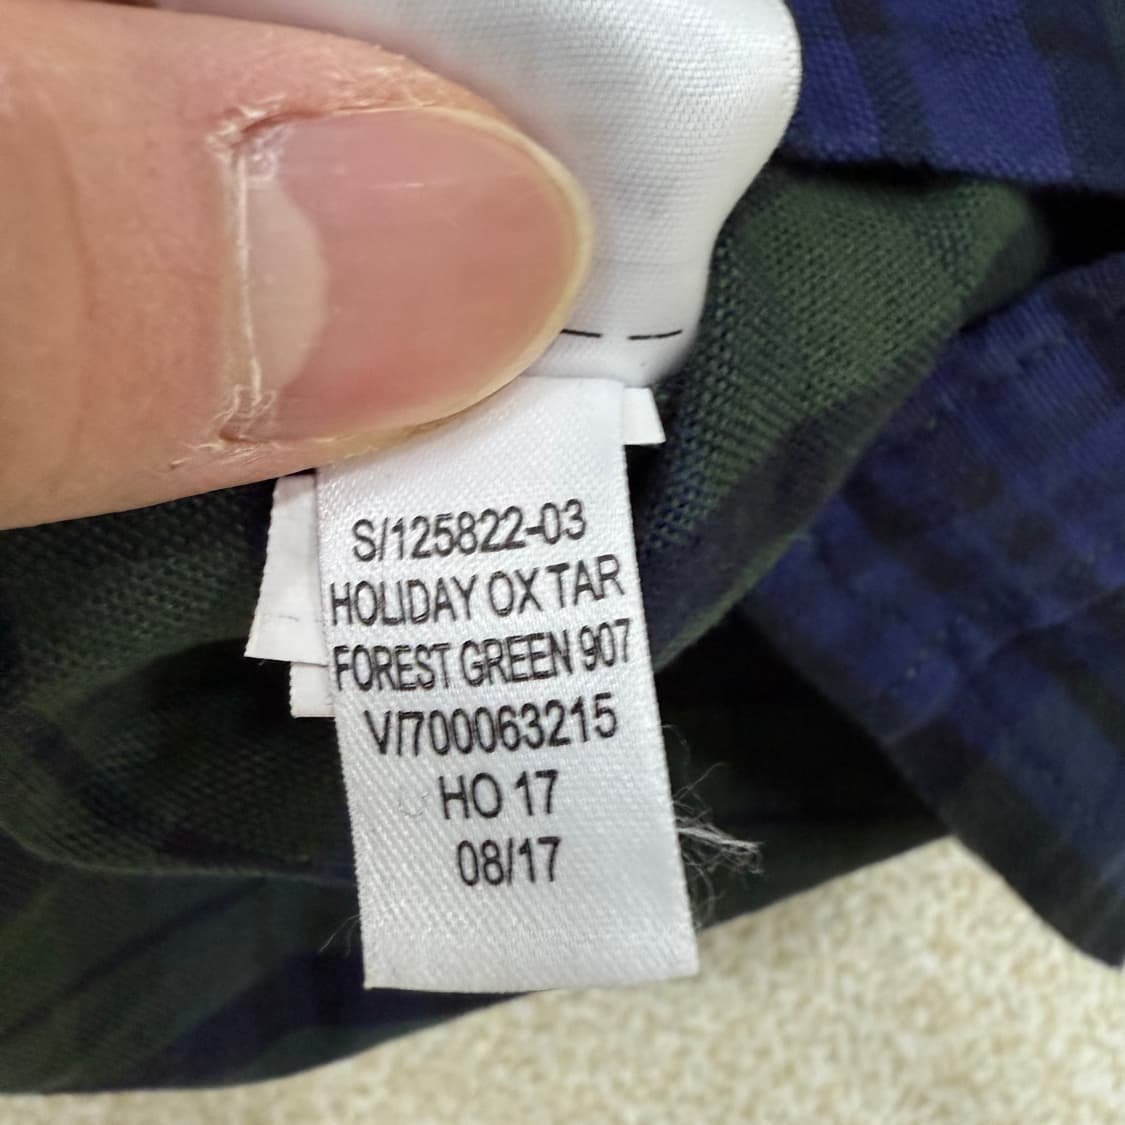 S/125822-03
HOLIDAY OX TAR
FOREST GREEN 907
V/700063215
HO 17
08/17